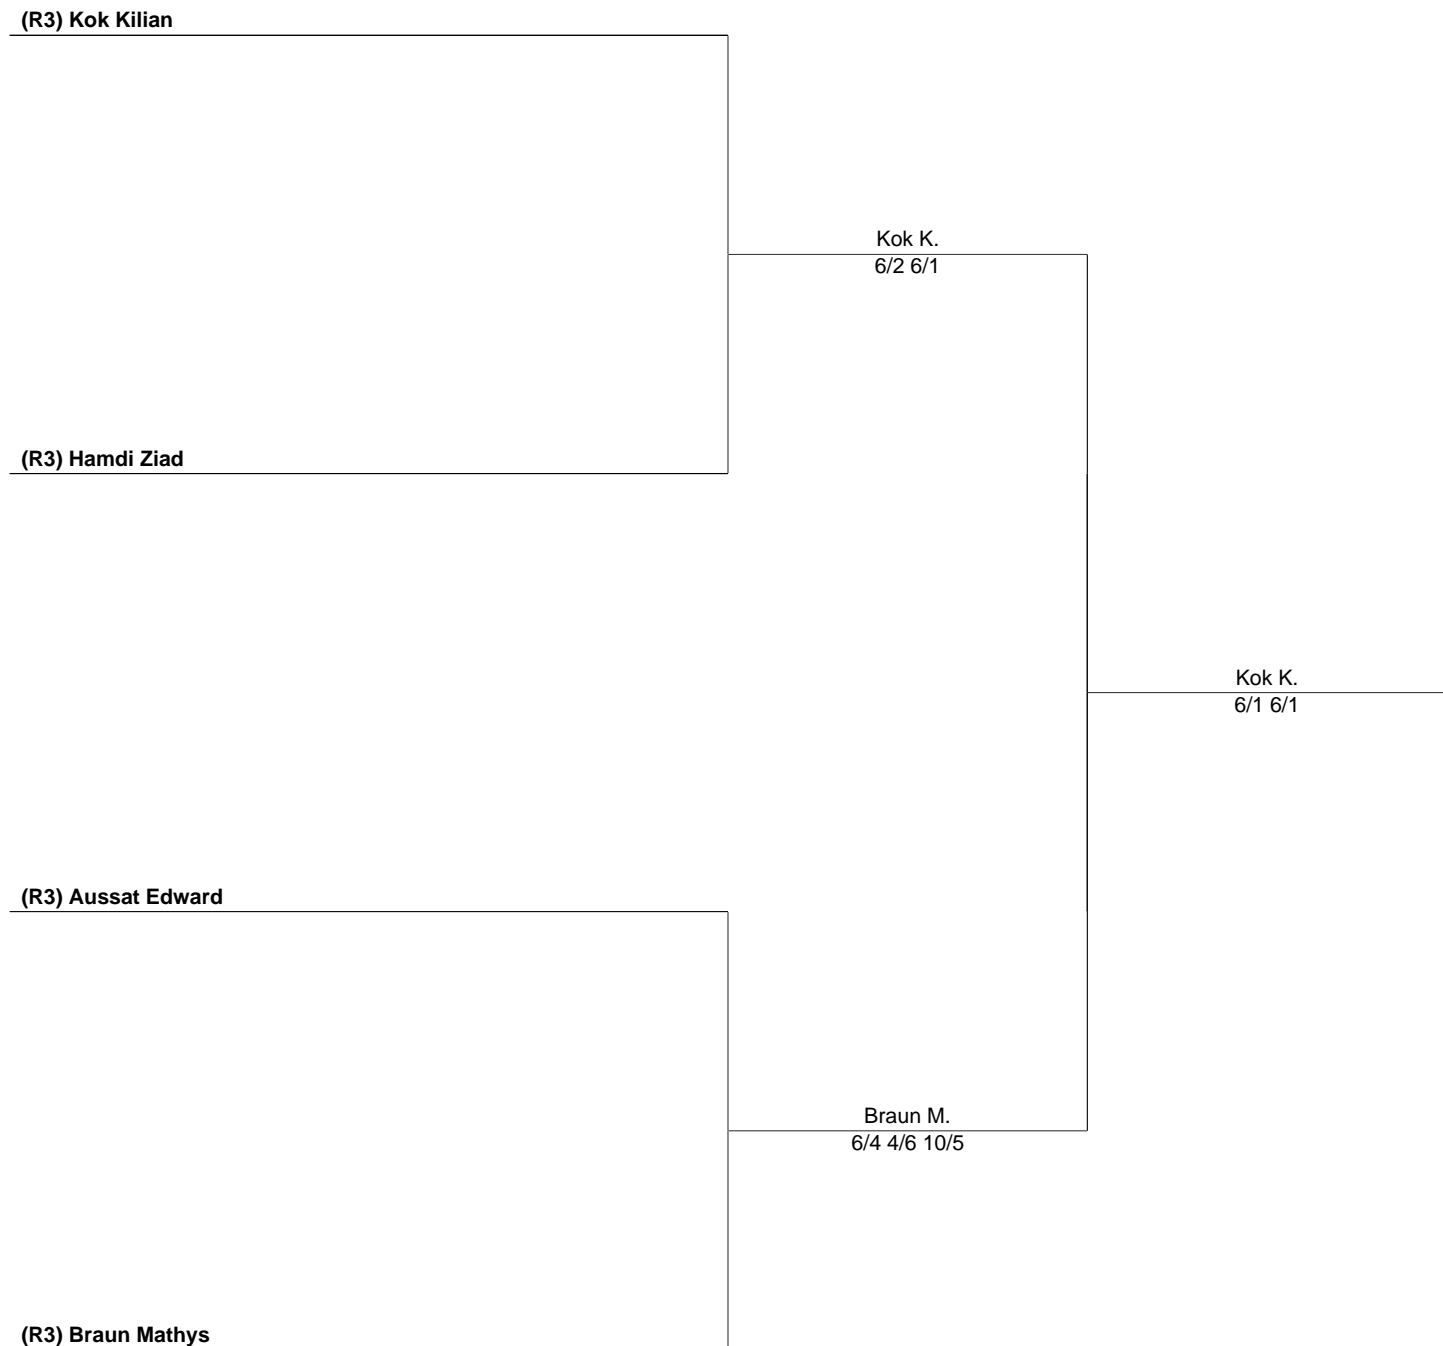 (R3) Kok Kilian
Kok K.
6/2 6/1
(R3) Hamdi Ziad
Kok K.
6/1 6/1
(R3) Aussat Edward
Braun M.
6/4 4/6 10/5
(R3) Braun Mathys